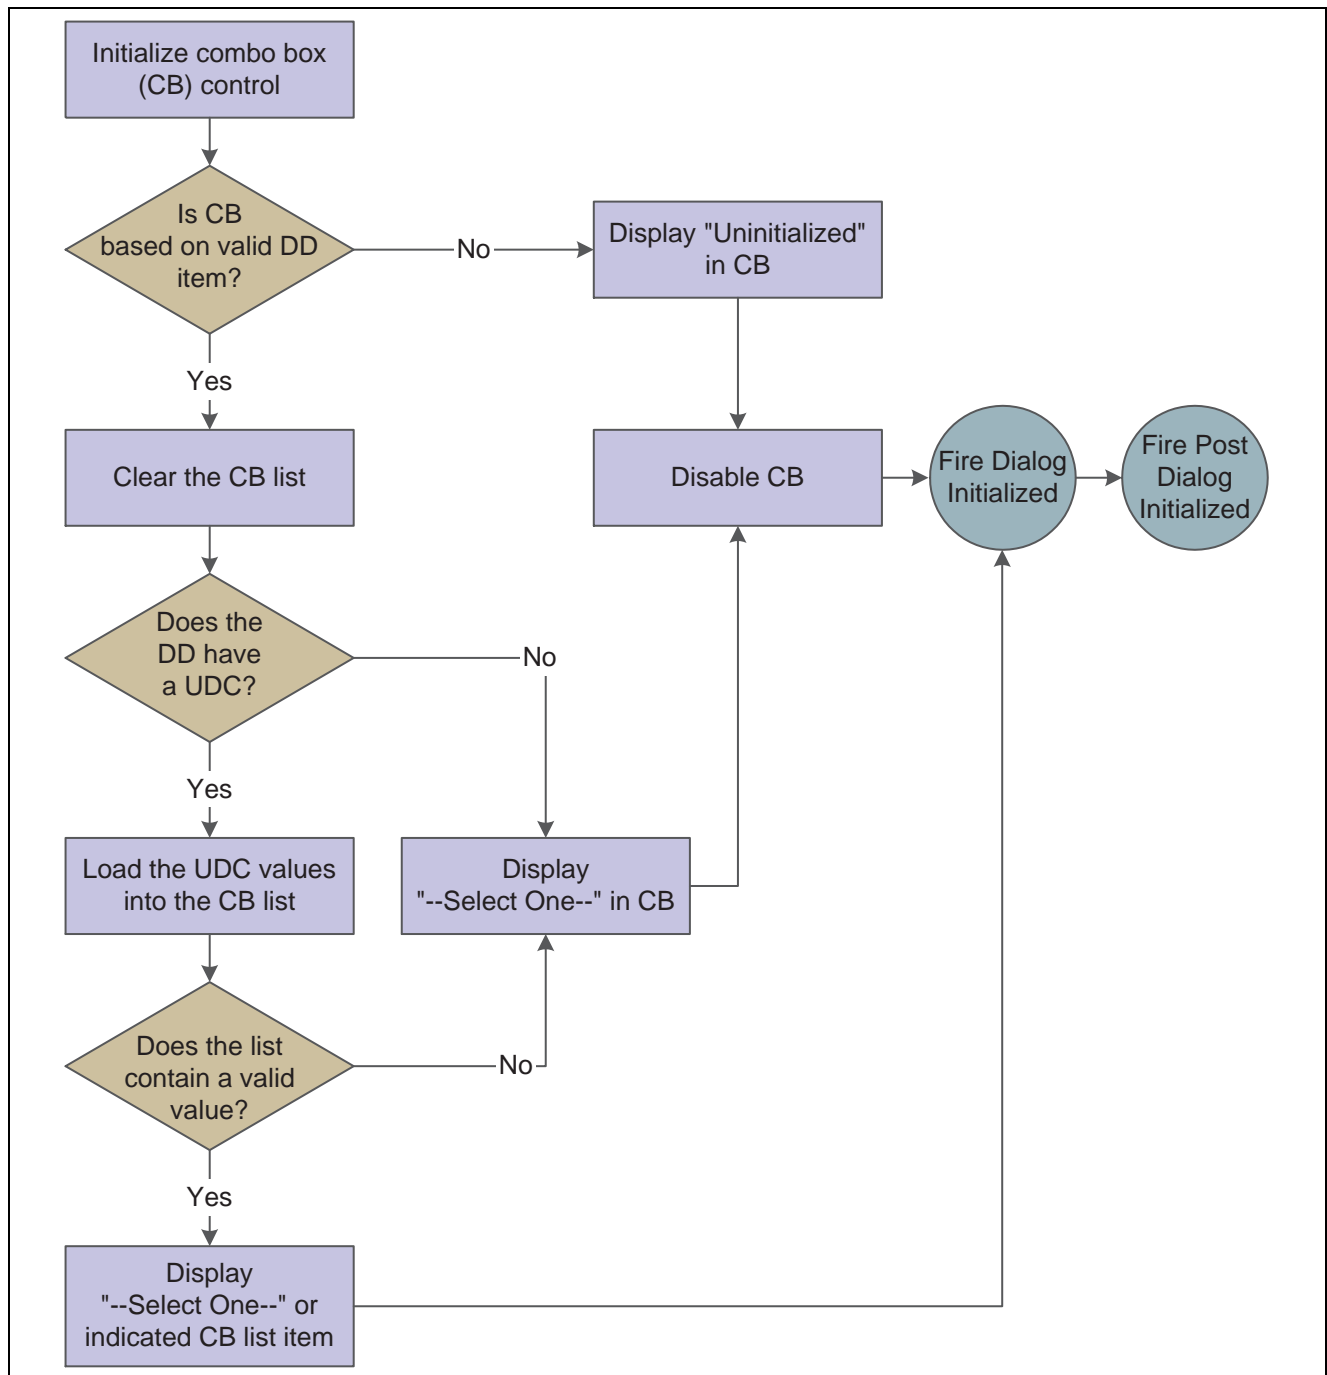 Initialize combo box
(CB) control
Is CB
based on valid DD
item?
No
Display "Uninitialized"
in CB
Yes
Clear the CB list
Disable CB
Fire Dialog
Initialized
Fire Post
Dialog
Initialized
Does the
DD have
a UDC?
No
Yes
Load the UDC values
into the CB list
Display
"--Select One--" in CB
Does the list
contain a valid
value?
No
Yes
Display
"--Select One--" or
indicated CB list item